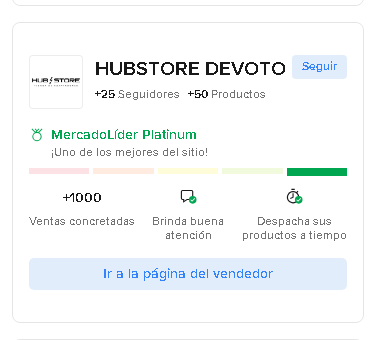 HUB STORE
HUBSTORE DEVOTO
Seguir
+25 Seguidores +50 Productos
MercadoLíder Platinum
¡Uno de los mejores del sitio!
+1000
Ventas concretadas
Brinda buena
atención
Despacha sus
productos a tiempo
Ir a la página del vendedor